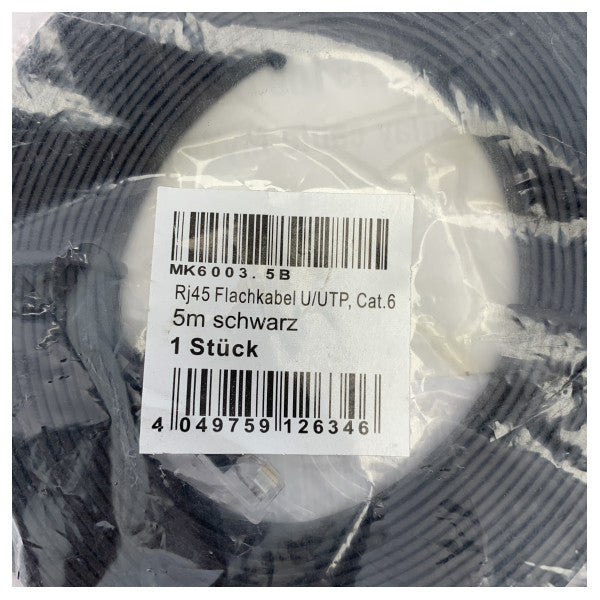 MK6003.5B
Rj45 Flachkabel U/UTP, Cat.6
5m schwarz
1 Stück
4 049759 126346